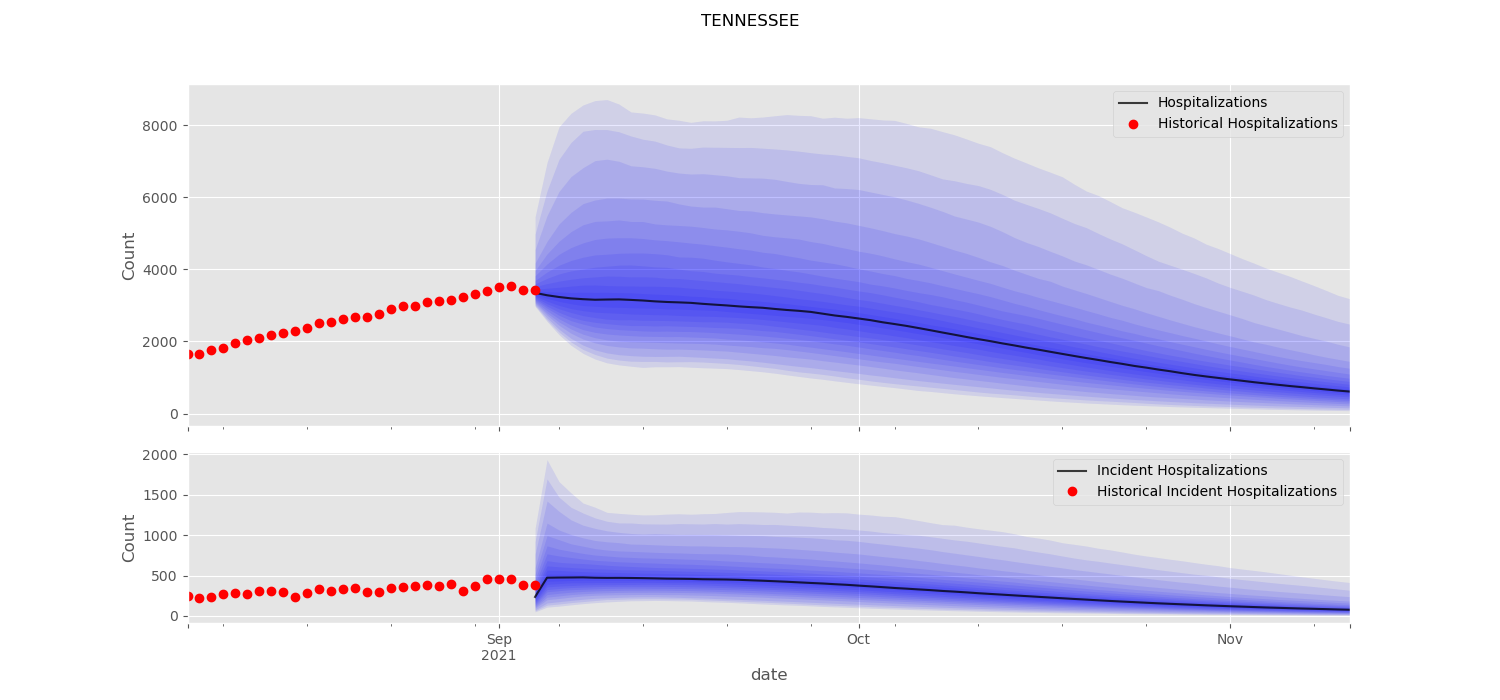 TENNESSEE
Hospitalizations
Historical Hospitalizations
8000
6000
4000
2000
0
Count
Incident Hospitalizations
Historical Incident Hospitalizations
2000
1500
1000
500
0
Count
Sep
2021
Oct
Nov
date